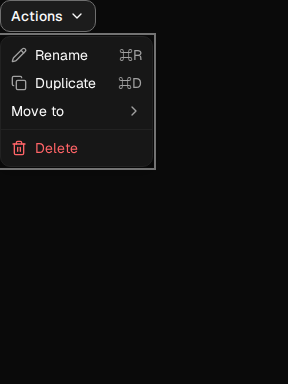 Actions
Rename ⌘R
Duplicate ⌘D
Move to
Delete